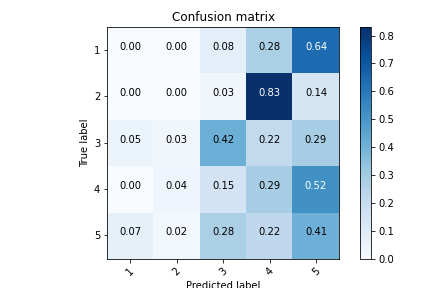 Confusion matrix
1 0.00 0.00 0.08 0.28 0.64
2 0.00 0.00 0.03 0.83 0.14
3 0.05 0.03 0.42 0.22 0.29
4 0.00 0.04 0.15 0.29 0.52
5 0.07 0.02 0.28 0.22 0.41
1 2 3 4 5
True label
Predicted label
0.8
0.7
0.6
0.5
0.4
0.3
0.2
0.1
0.0